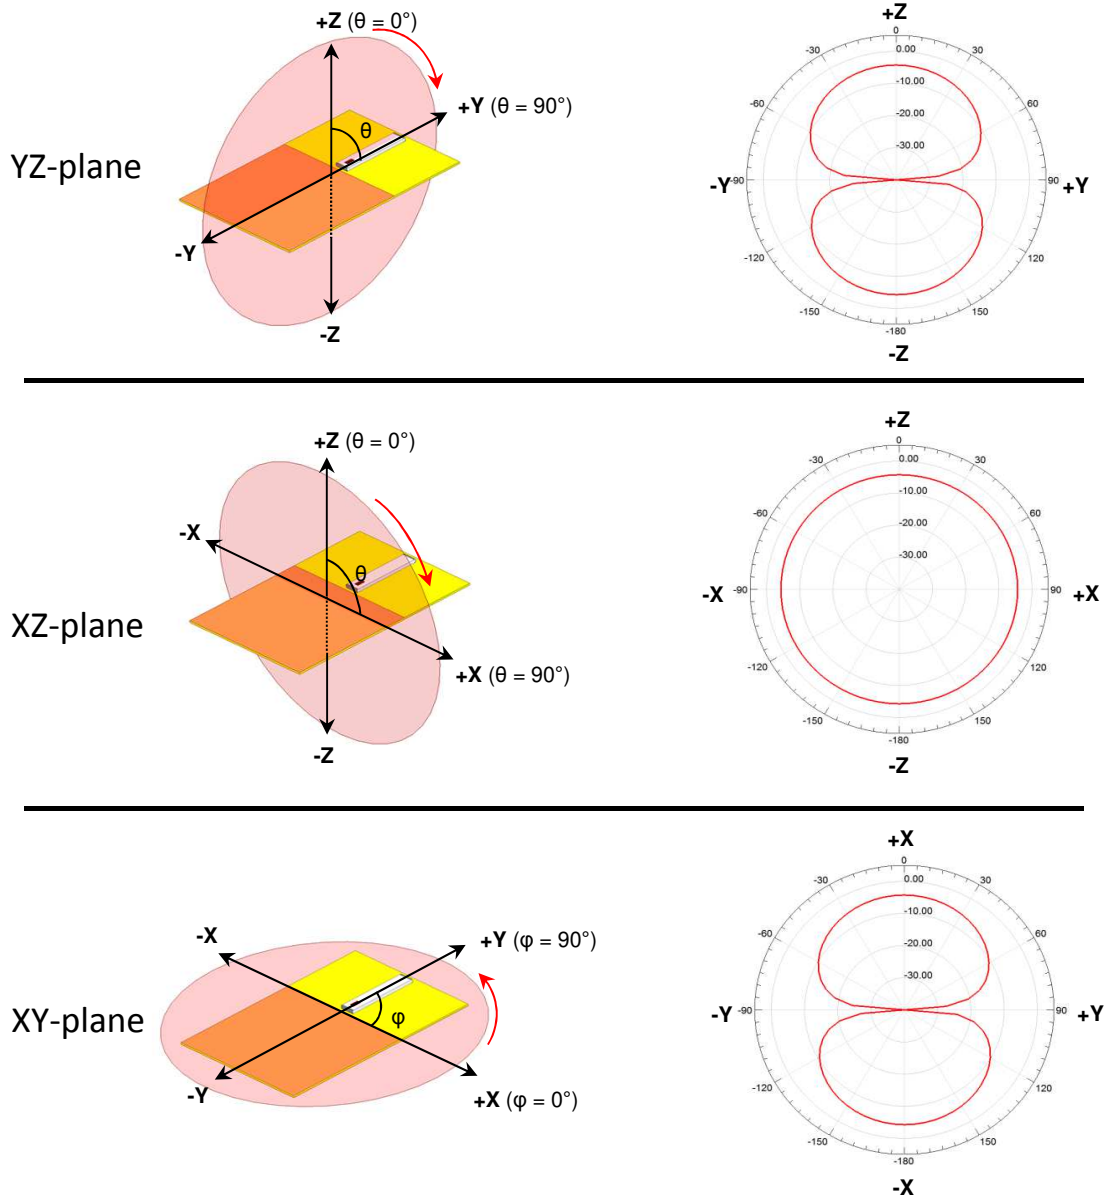 +Z (θ = 0°)
+Y (θ = 90°)
θ
YZ-plane
-Y
-Z
+Z
0
-30
0.00
30
-60
-10.00
60
-20.00
-30.00
-Y
-90
90
+Y
-120
120
-150
150
-180
-Z
+Z (θ = 0°)
-X
θ
XZ-plane
+X (θ = 90°)
-Z
+Z
0
-30
0.00
30
-60
-10.00
60
-20.00
-30.00
-X
-90
90
+X
-120
120
-150
150
-180
-Z
-X
+Y (φ = 90°)
XY-plane
φ
-Y
+X (φ = 0°)
+X
0
-30
0.00
30
-60
-10.00
60
-20.00
-30.00
-Y
-90
90
+Y
-120
120
-150
150
-180
-X